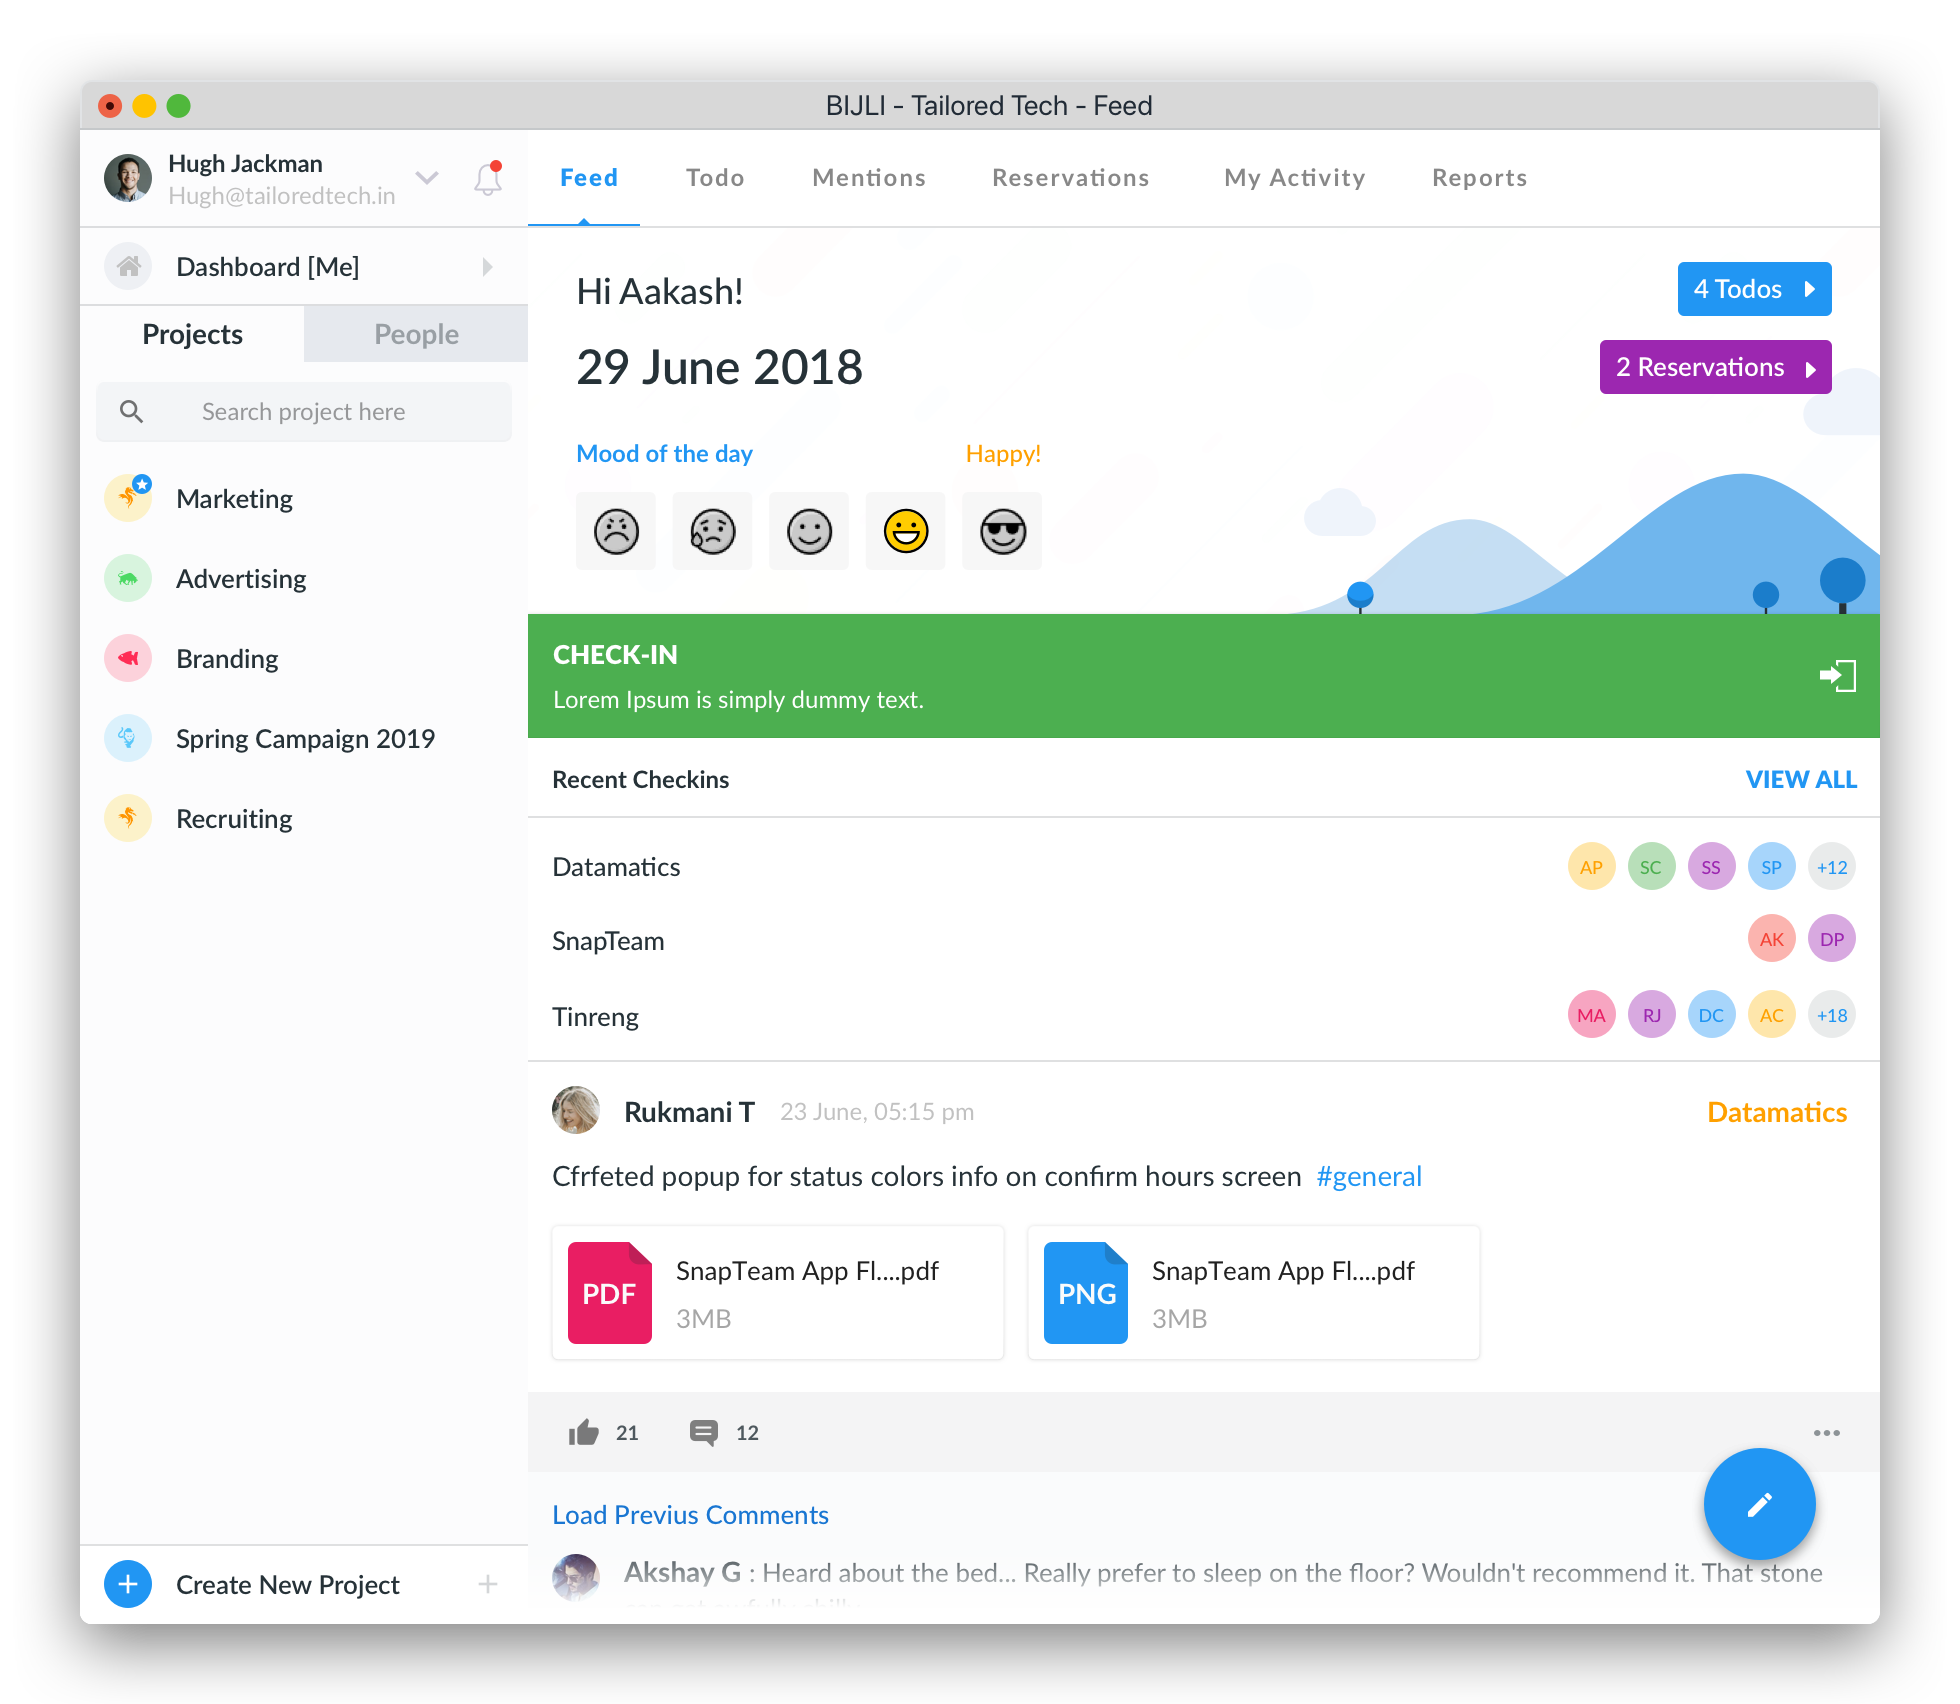 BIJLI - Tailored Tech - Feed
Hugh Jackman
Hugh@tailoredtech.in
Dashboard [Me]
Projects
People
Search project here
Marketing
Advertising
Branding
Spring Campaign 2019
Recruiting
Create New Project
Feed
Todo
Mentions
Reservations
My Activity
Reports
Hi Aakash!
4 Todos
29 June 2018
2 Reservations
Mood of the day
Happy!
CHECK-IN
Lorem Ipsum is simply dummy text.
Recent Checkins
VIEW ALL
Datamatics
AP SC SS SP +12
SnapTeam
AK DP
Tinreng
MA RJ DC AC +18
Rukmani T 23 June, 05:15 pm
Datamatics
Cfrfeted popup for status colors info on confirm hours screen #general
PDF
SnapTeam App Fl....pdf
3MB
PNG
SnapTeam App Fl....pdf
3MB
21
12
Load Previus Comments
Akshay G : Heard about the bed... Really prefer to sleep on the floor? Wouldn't recommend it. That stone